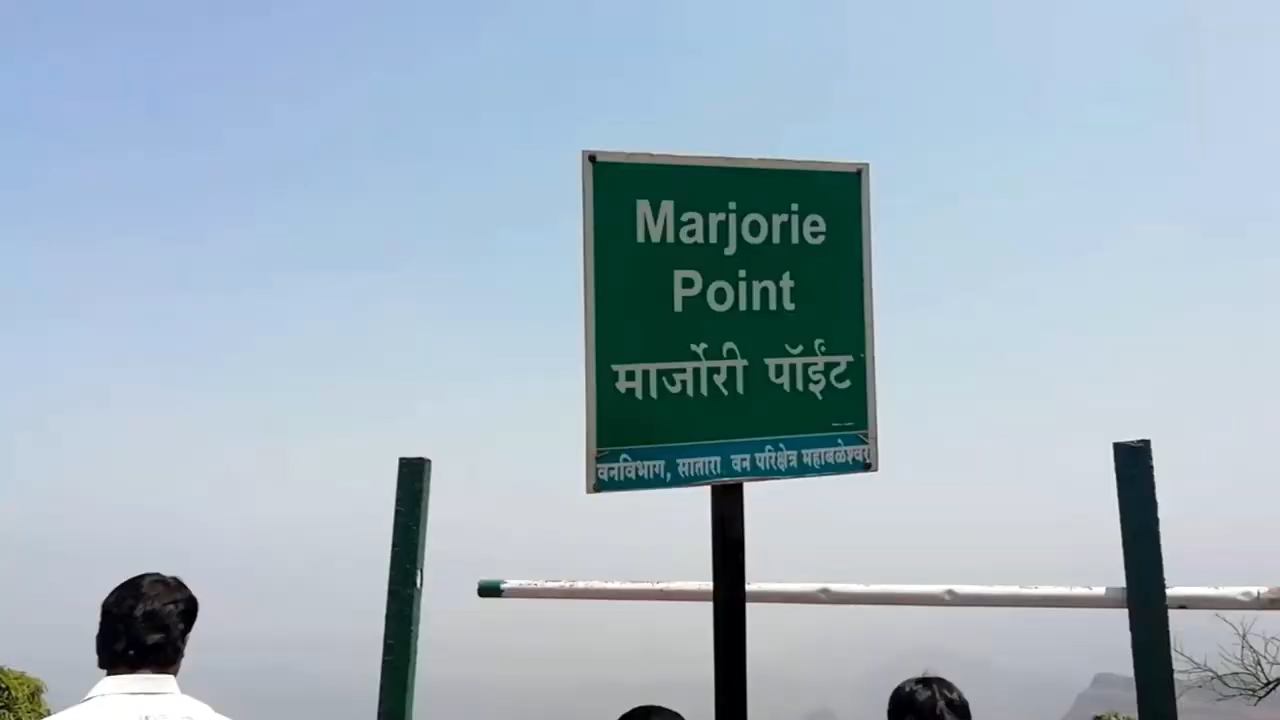 Marjorie
Point
मार्जोरी पॉईंट
वनविभाग, सातारा वन परिक्षेत्र महाबळेश्वर